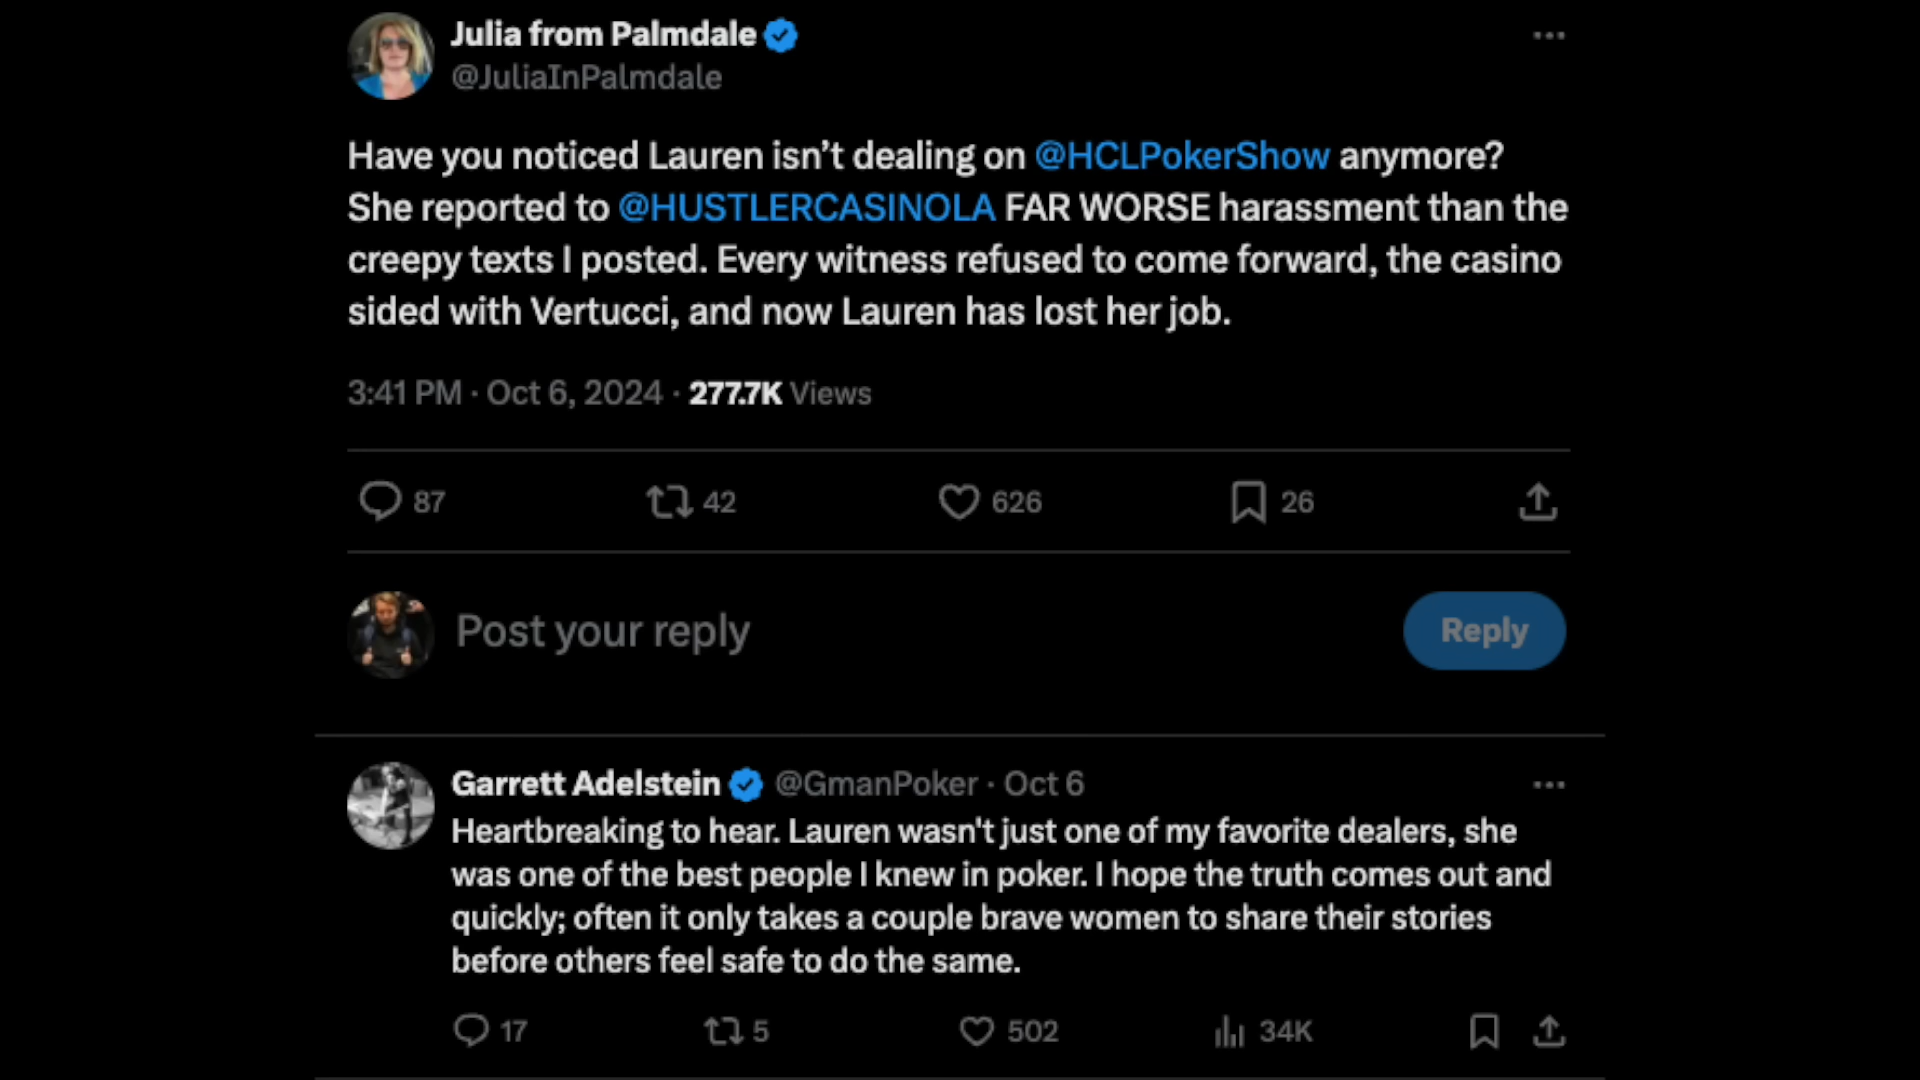 Julia from Palmdale
@JuliaInPalmdale
Have you noticed Lauren isn’t dealing on @HCLPokerShow anymore?
She reported to @HUSTLERCASINOLA FAR WORSE harassment than the
creepy texts I posted. Every witness refused to come forward, the casino
sided with Vertucci, and now Lauren has lost her job.
3:41 PM · Oct 6, 2024 · 277.7K Views
87 42 626 26
Post your reply
Reply
Garrett Adelstein @GmanPoker · Oct 6
Heartbreaking to hear. Lauren wasn't just one of my favorite dealers, she
was one of the best people I knew in poker. I hope the truth comes out and
quickly; often it only takes a couple brave women to share their stories
before others feel safe to do the same.
17 5 502 34K